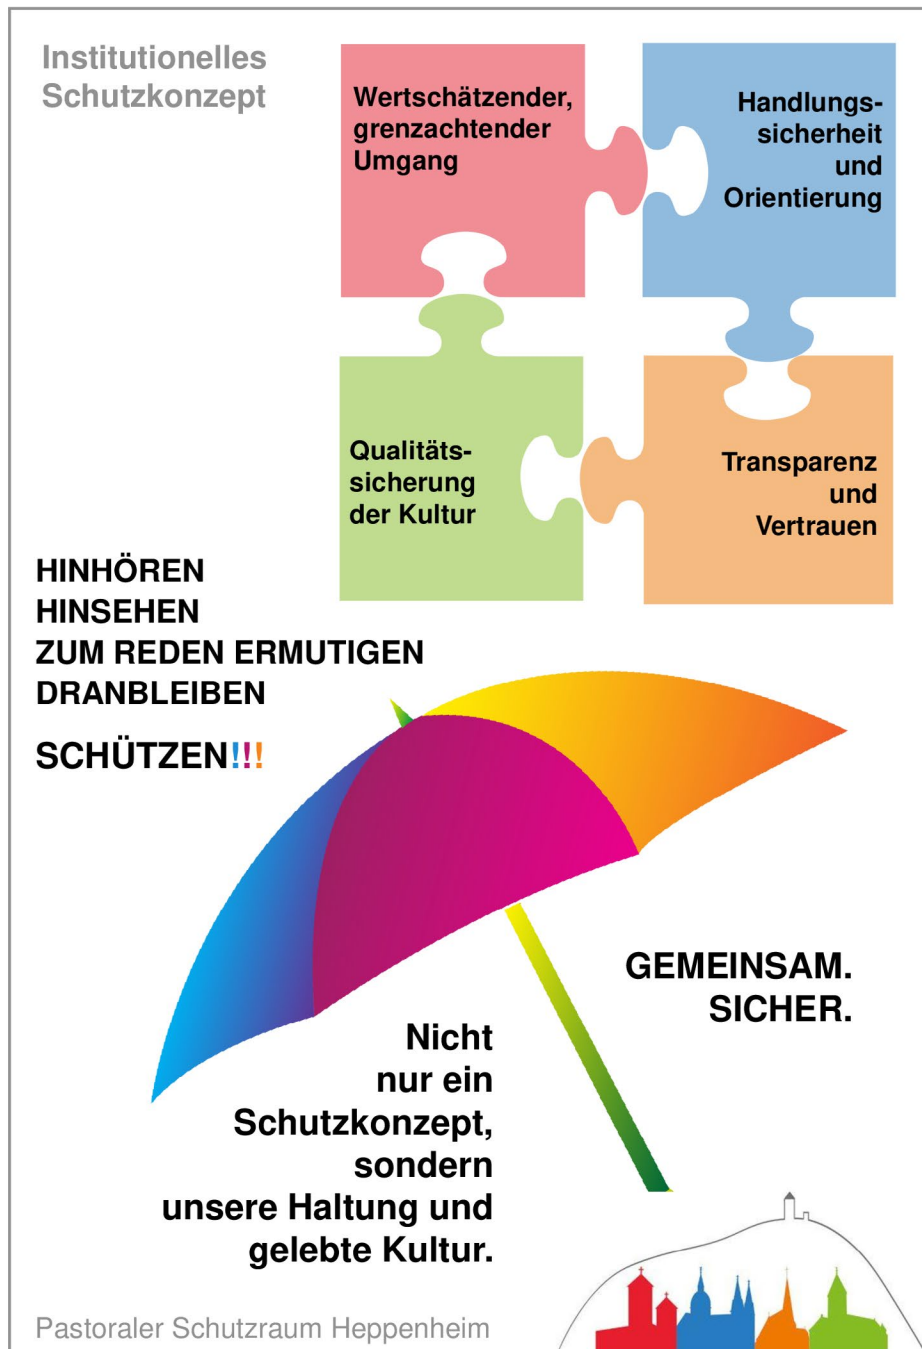 Institutionelles
Schutzkonzept
Wertschätzender,
grenzachtender
Umgang
Handlungs-
sicherheit
und
Orientierung
Qualitäts-
sicherung
der Kultur
Transparenz
und
Vertrauen
HINHÖREN
HINSEHEN
ZUM REDEN ERMUTIGEN
DRANBLEIBEN
SCHÜTZEN!!!
GEMEINSAM.
SICHER.
Nicht
nur ein
Schutzkonzept,
sondern
unsere Haltung und
gelebte Kultur.
Pastoraler Schutzraum Heppenheim